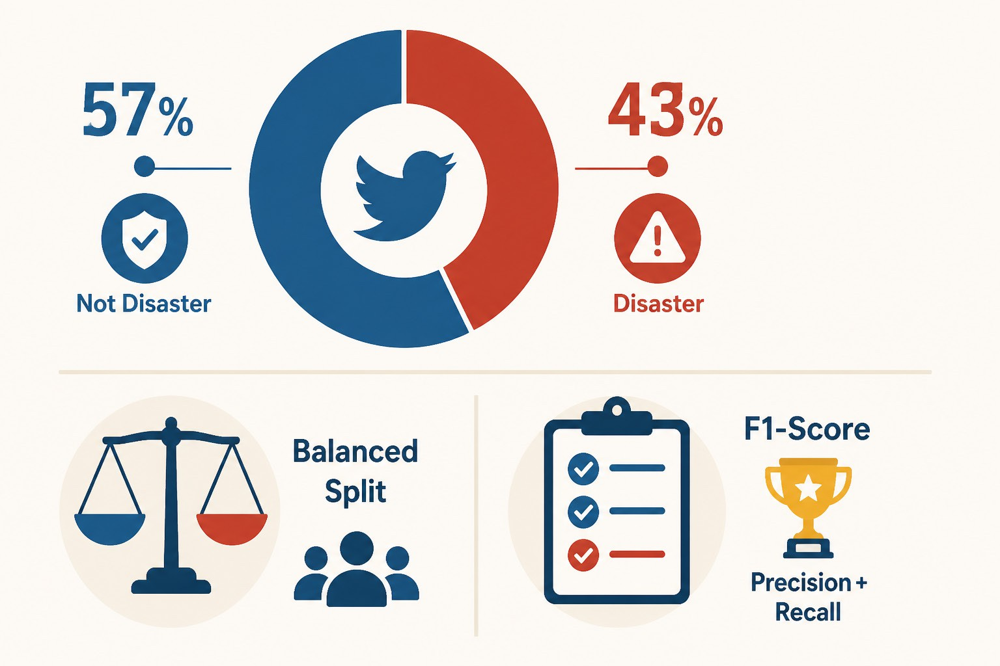 57%
43%
Not Disaster
Disaster
Balanced
Split
F1-Score
Precision+
Recall